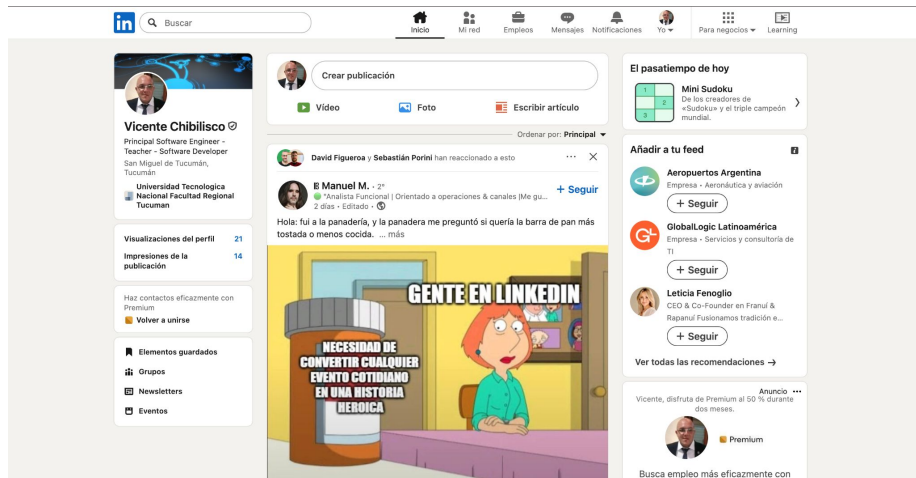 in
Buscar
Inicio
Mi red
Empleos
Mensajes
Notificaciones
Yo
Para negocios
Learning
Vicente Chibilisco
Principal Software Engineer -
Teacher - Software Developer
San Miguel de Tucumán,
Tucumán
Universidad Tecnologica
Nacional Facultad Regional
Tucuman
Visualizaciones del perfil 21
Impresiones de la 14
publicación
Haz contactos eficazmente con
Premium
Volver a unirse
Elementos guardados
Grupos
Newsletters
Eventos
Crear publicación
Vídeo
Foto
Escribir artículo
Ordenar por: Principal
David Figueroa y Sebastián Porini han reaccionado a esto
Manuel M. • 2°
+ Seguir
"Analista Funcional | Orientado a operaciones & canales |Me gu...
2 días • Editado •
Hola: fui a la panadería, y la panadera me preguntó si quería la barra de pan más
tostada o menos cocida. ... más
GENTE EN LINKEDIN
NECESIDAD DE
CONVERTIR CUALQUIER
EVENTO COTIDIANO
EN UNA HISTORIA
HEROICA
El pasatiempo de hoy
1
2
3
Mini Sudoku
De los creadores de
«Sudoku» y el triple campeón
mundial.
Añadir a tu feed
Aeropuertos Argentina
Empresa • Aeronáutica y aviación
+ Seguir
GL
GlobalLogic Latinoamérica
Empresa • Servicios y consultoría de
TI
+ Seguir
Leticia Fenoglio
CEO & Co-Founder en Franuí &
Rapanuí Fusionamos tradición e...
+ Seguir
Ver todas las recomendaciones →
Anuncio •••
Vicente, disfruta de Premium al 50 % durante
dos meses.
Premium
Busca empleo más eficazmente con